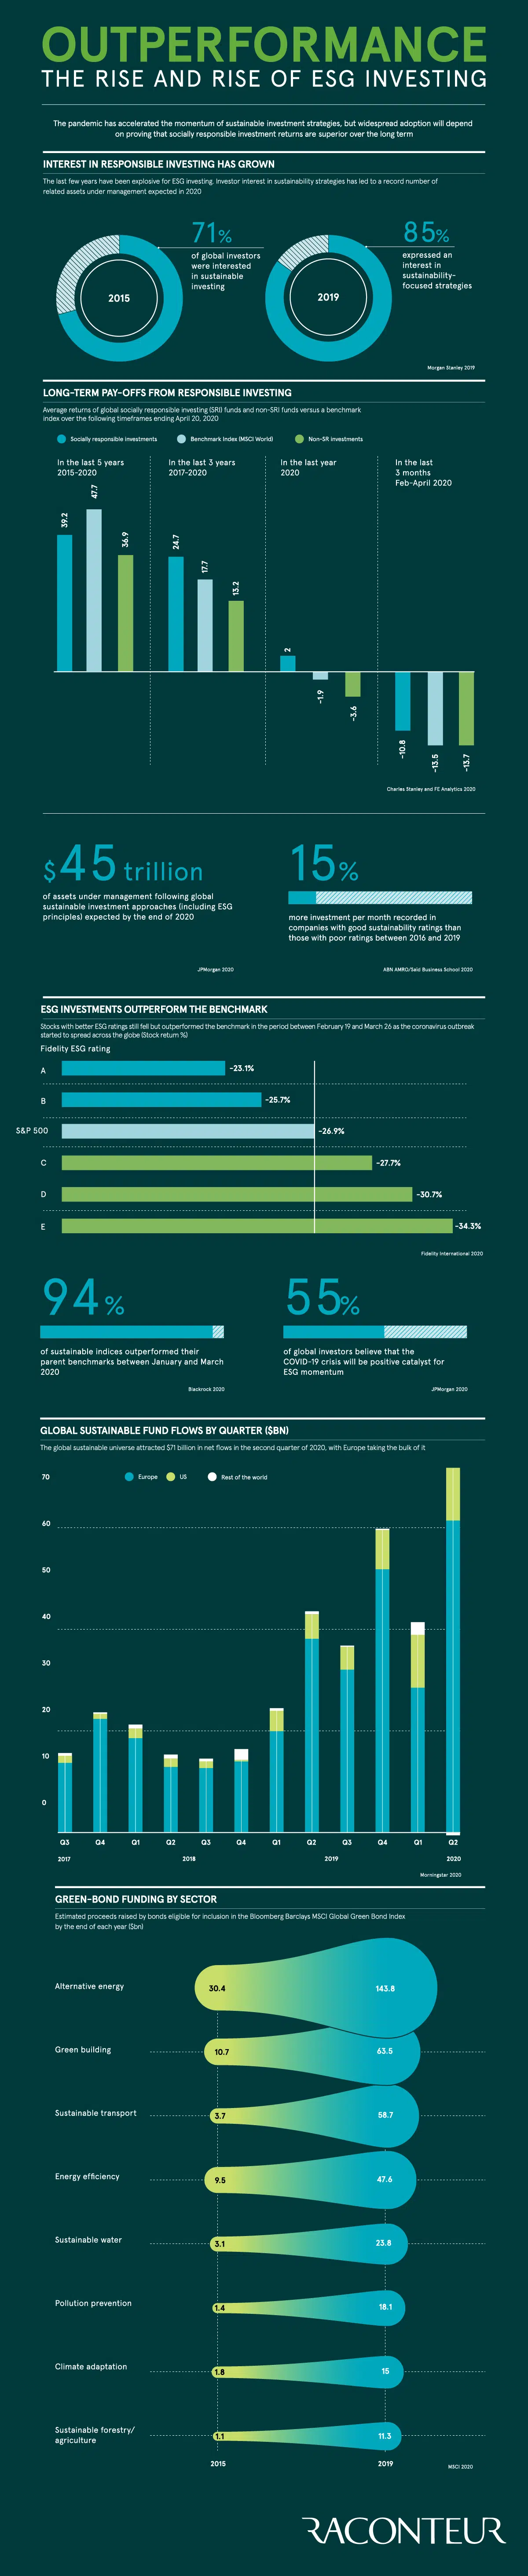 OUTPERFORMANCE
THE RISE AND RISE OF ESG INVESTING
The pandemic has accelerated the momentum of sustainable investment strategies, but widespread adoption will depend
on proving that socially responsible investment returns are superior over the long term
INTEREST IN RESPONSIBLE INVESTING HAS GROWN
The last few years have been explosive for ESG investing. Investor interest in sustainability strategies has led to a record number of
related assets under management expected in 2020
2015
71%
of global investors
were interested
in sustainable
investing
2019
85%
expressed an
interest in
sustainability-
focused strategies
Morgan Stanley 2019
LONG-TERM PAY-OFFS FROM RESPONSIBLE INVESTING
Average returns of global socially responsible investing (SRI) funds and non-SRI funds versus a benchmark
index over the following timeframes ending April 20, 2020
Socially responsible investments
Benchmark Index (MSCI World)
Non-SR investments
In the last 5 years
2015-2020
39.2
47.7
36.9
In the last 3 years
2017-2020
24.7
17.7
13.2
In the last year
2020
2
-1.9
-3.6
In the last
3 months
Feb-April 2020
-10.8
-13.5
-13.7
Charles Stanley and FE Analytics 2020
$45 trillion
of assets under management following global
sustainable investment approaches (including ESG
principles) expected by the end of 2020
JPMorgan 2020
15%
more investment per month recorded in
companies with good sustainability ratings than
those with poor ratings between 2016 and 2019
ABN AMRO/Saïd Business School 2020
ESG INVESTMENTS OUTPERFORM THE BENCHMARK
Stocks with better ESG ratings still fell but outperformed the benchmark in the period between February 19 and March 26 as the coronavirus outbreak
started to spread across the globe (Stock return %)
Fidelity ESG rating
A -23.1%
B -25.7%
S&P 500 -26.9%
C -27.7%
D -30.7%
E -34.3%
Fidelity International 2020
94%
of sustainable indices outperformed their
parent benchmarks between January and March
2020
Blackrock 2020
55%
of global investors believe that the
COVID-19 crisis will be positive catalyst for
ESG momentum
JPMorgan 2020
GLOBAL SUSTAINABLE FUND FLOWS BY QUARTER ($BN)
The global sustainable universe attracted $71 billion in net flows in the second quarter of 2020, with Europe taking the bulk of it
Europe
US
Rest of the world
70
60
50
40
30
20
10
0
Q3 Q4 Q1 Q2 Q3 Q4 Q1 Q2 Q3 Q4 Q1 Q2
2017 2018 2019 2020
Morningstar 2020
GREEN-BOND FUNDING BY SECTOR
Estimated proceeds raised by bonds eligible for inclusion in the Bloomberg Barclays MSCI Global Green Bond Index
by the end of each year ($bn)
Alternative energy 30.4 143.8
Green building 10.7 63.5
Sustainable transport 3.7 58.7
Energy efficiency 9.5 47.6
Sustainable water 3.1 23.8
Pollution prevention 1.4 18.1
Climate adaptation 1.8 15
Sustainable forestry/
agriculture 1.1 11.3
2015 2019
MSCI 2020
RACONTEUR